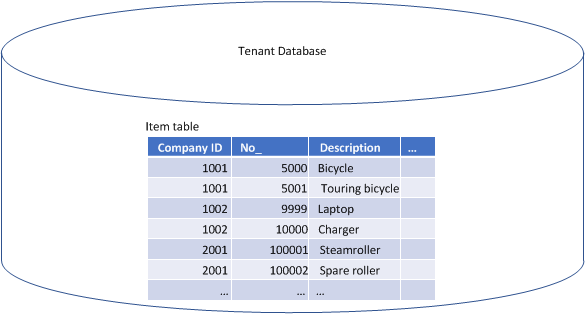 Tenant Database
Item table
Company ID No_ Description ...
1001 5000 Bicycle
1001 5001 Touring bicycle
1002 9999 Laptop
1002 10000 Charger
2001 100001 Steamroller
2001 100002 Spare roller
... ... ...